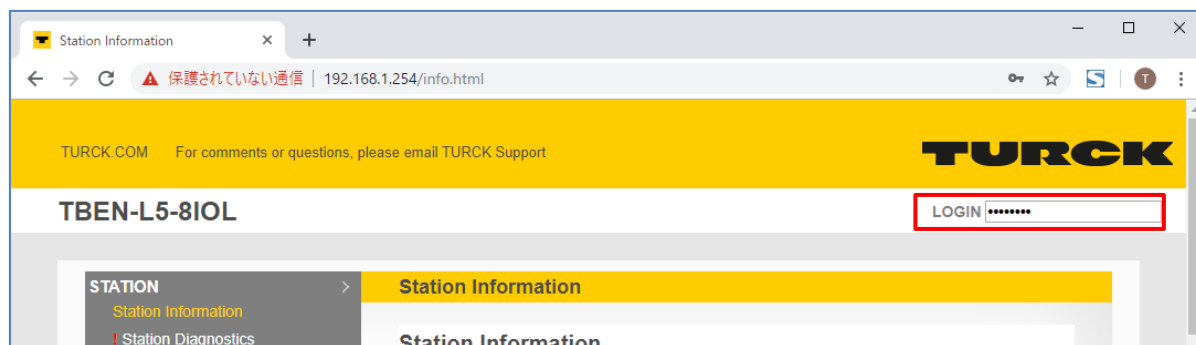 Station Information
保護されていない通信 | 192.168.1.254/info.html
T
TURCK.COM For comments or questions, please email TURCK Support
TURCK
TBEN-L5-8IOL
LOGIN ••••••••
STATION
Station Information
Station Information
! Station Diagnostics
Station Information